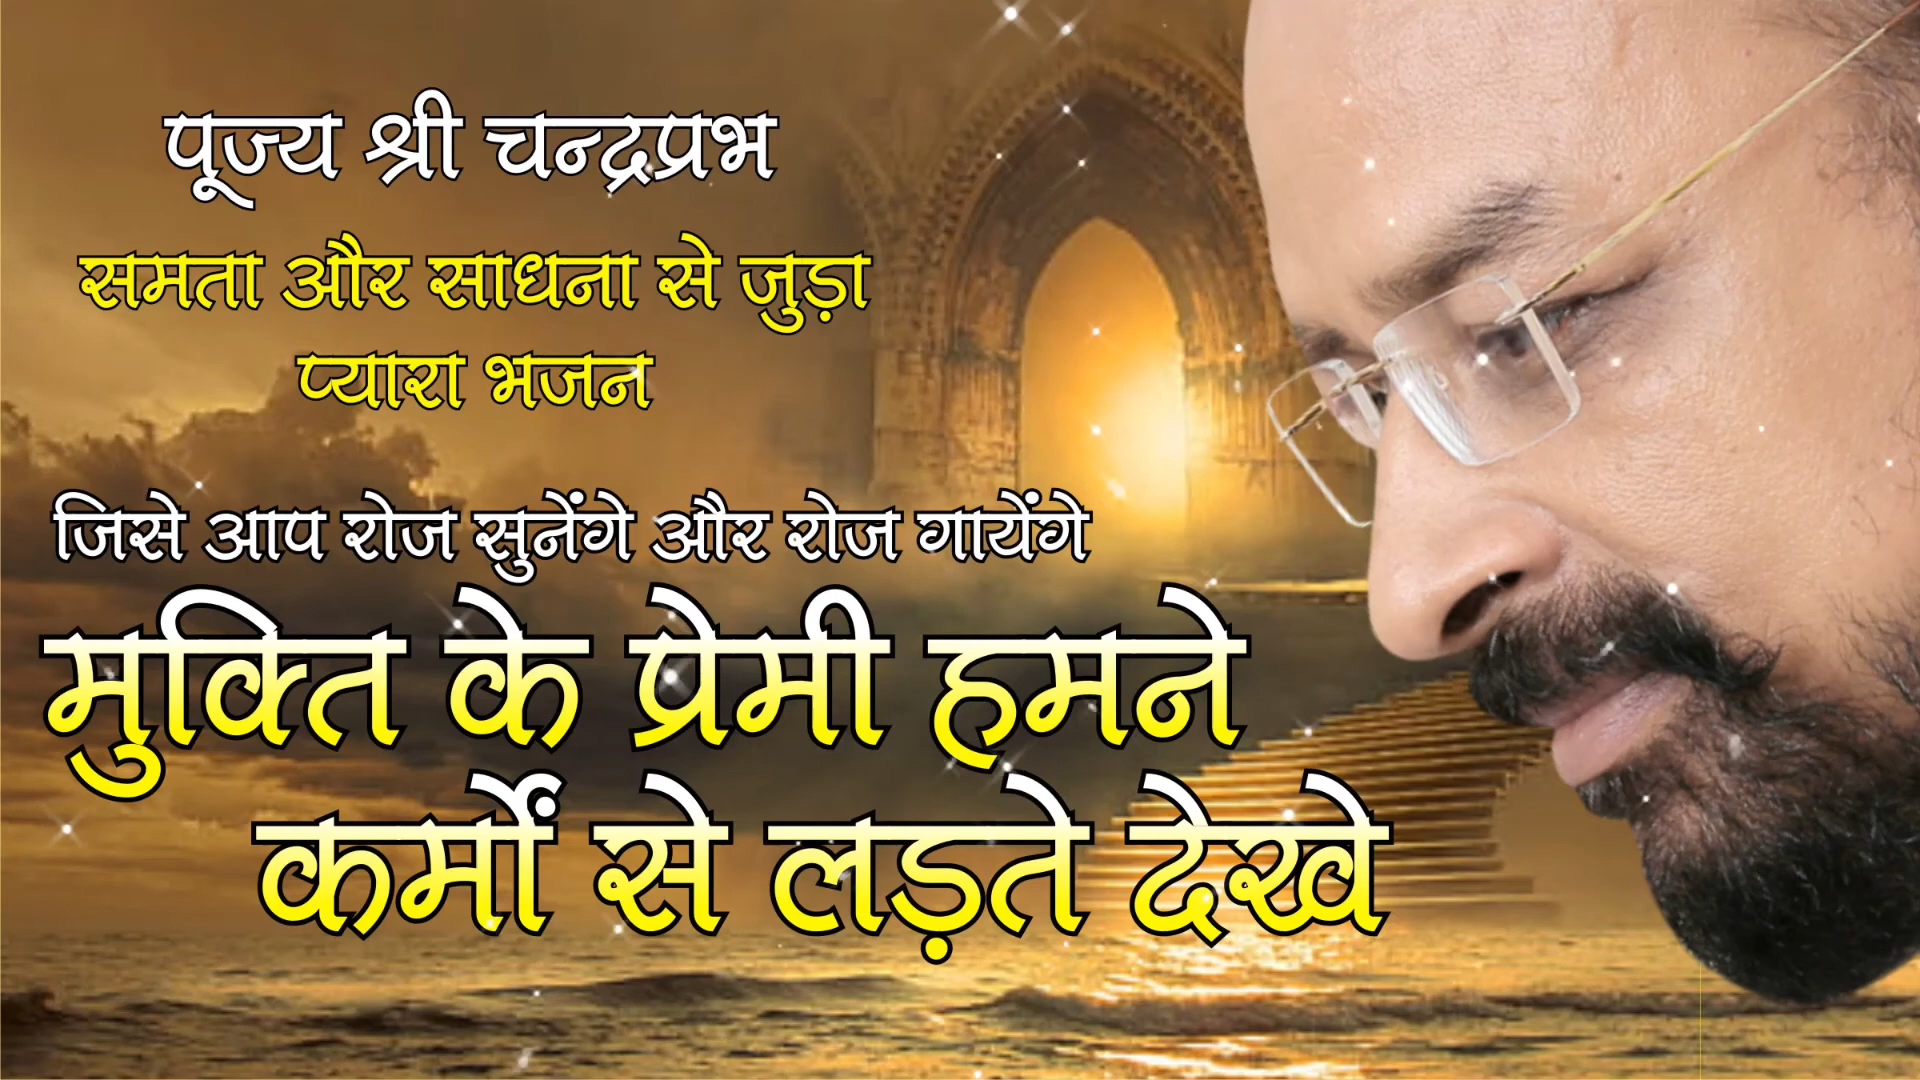 पूज्य श्री चन्द्रप्रभ
समता और साधना से जुड़ा
प्यारा भजन
जिसे आप रोज सुनेंगे और रोज गायेंगे
मुक्ति के प्रेमी हमने
कर्मों से लड़ते देखे